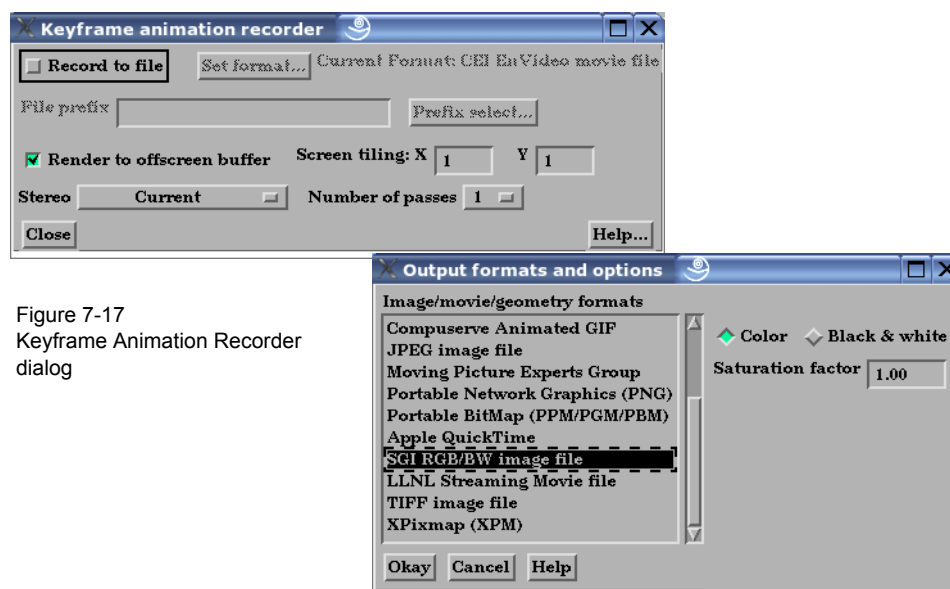 Keyframe animation recorder
Record to file Set format... Current Format: CEI EnVideo movie file
File prefix Prefix select...
Render to offscreen buffer Screen tiling: X 1 Y 1
Stereo Current Number of passes 1
Close Help...
Figure 7-17
Keyframe Animation Recorder
dialog
Output formats and options
Image/movie/geometry formats
Compuserve Animated GIF
JPEG image file
Moving Picture Experts Group
Portable Network Graphics (PNG)
Portable BitMap (PPM/PGM/PBM)
Apple QuickTime
SGI RGB/BW image file
LLNL Streaming Movie file
TIFF image file
XPixmap (XPM)
Color Black & white
Saturation factor 1.00
Okay Cancel Help